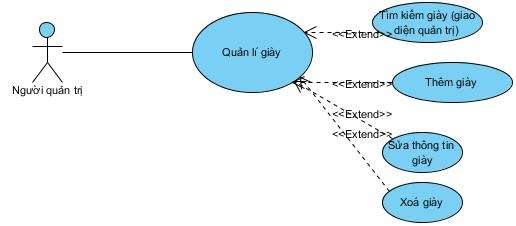 Tìm kiếm giày (giao
diện quản trị)
<<Extend>>
Quản lí giày
Thêm giày
<<Extend>>
Người quản trị
<<Extend>>
<<Extend>>
Sửa thông tin
giày
Xoá giày